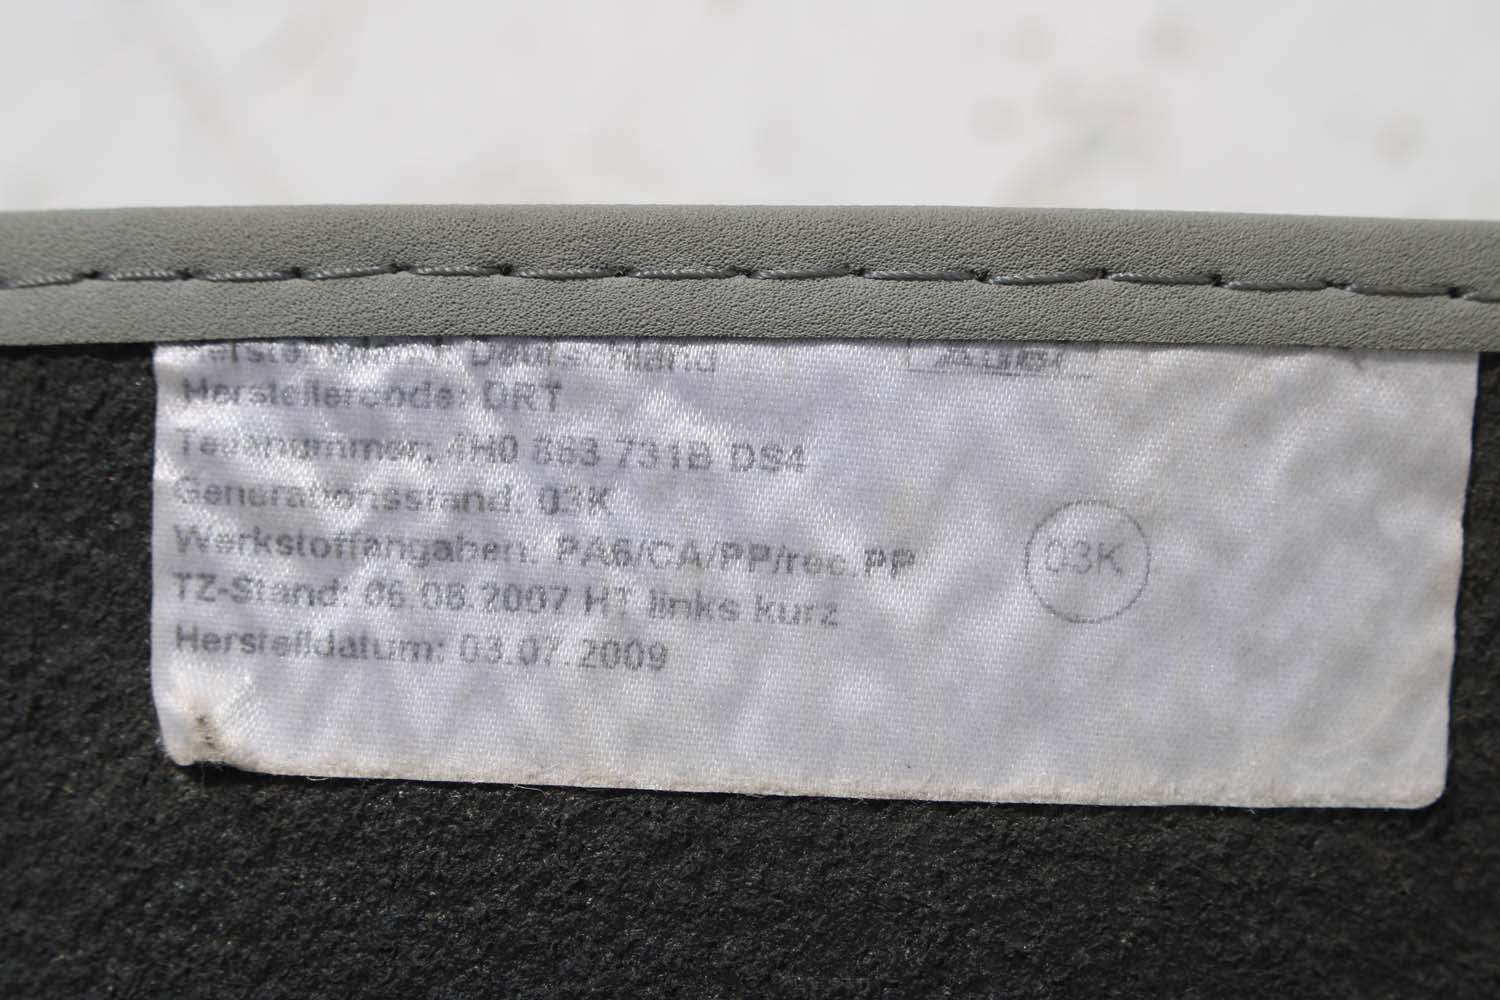 Herstellercode: DRT
Teilenummer: 4H0 863 731B DS4
Generationsstand: 03K
Werkstoffangaben: PA6/CA/PP/rec.PP
03K
TZ-Stand: 06.08.2007 HT links kurz
Herstelldatum: 03.07.2009